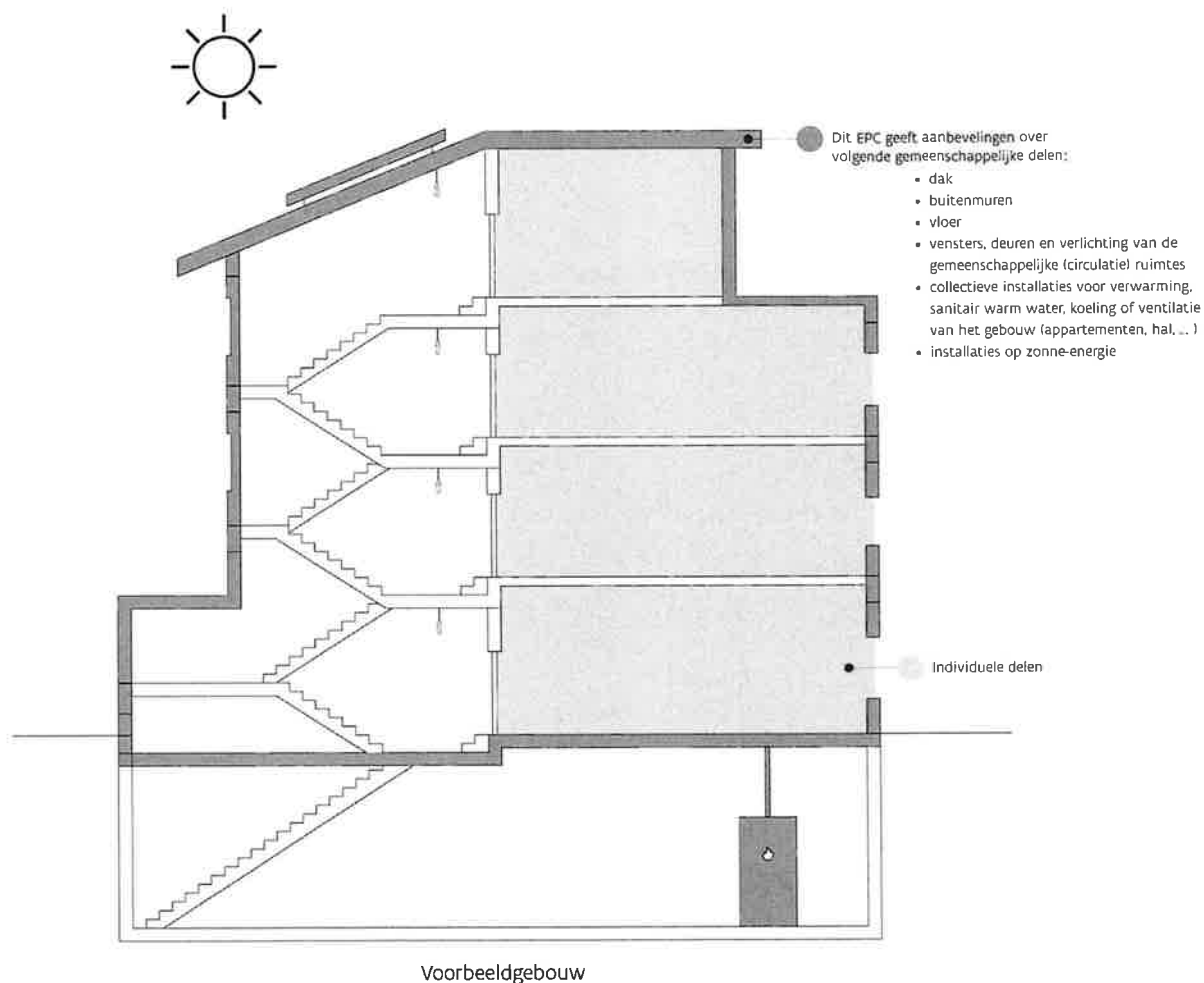 Dit EPC geeft aanbevelingen over
volgende gemeenschappelijke delen:
• dak
• buitenmuren
• vloer
• vensters, deuren en verlichting van de
gemeenschappelijke (circulatie) ruimtes
• collectieve installaties voor verwarming,
sanitair warm water, koeling of ventilatie
van het gebouw (appartementen, hal, ... )
• installaties op zonne-energie
Individuele delen
Voorbeeldgebouw